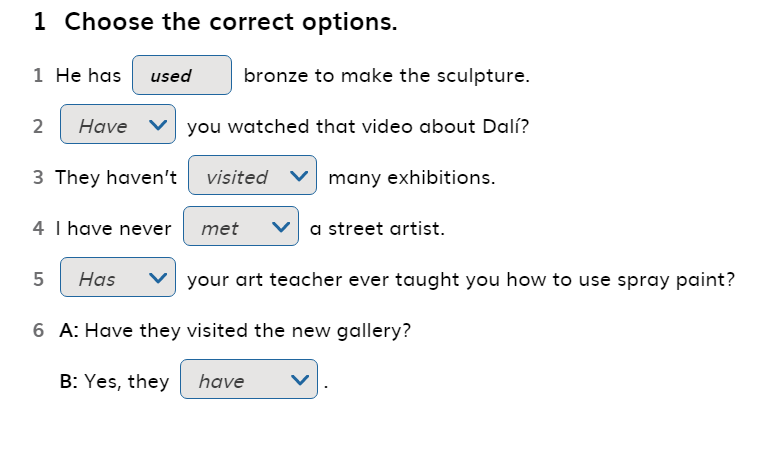 1 Choose the correct options.
1 He has used bronze to make the sculpture.
2 Have you watched that video about Dalí?
3 They haven't visited many exhibitions.
4 I have never met a street artist.
5 Has your art teacher ever taught you how to use spray paint?
6 A: Have they visited the new gallery?
B: Yes, they have .